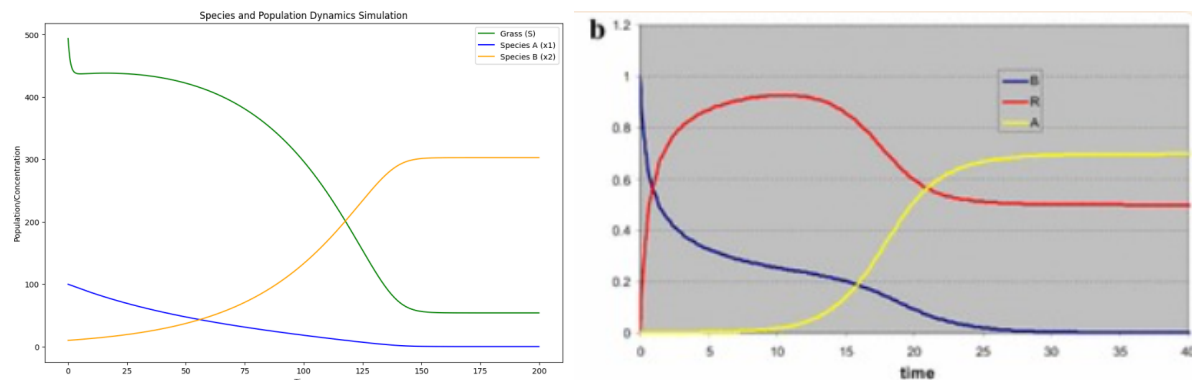 Species and Population Dynamics Simulation
Grass (S)
Species A (x1)
Species B (x2)
Population/Concentration
500
400
300
200
100
0
0 25 50 75 100 125 150 175 200
b
1.2
1
0.8
0.6
0.4
0.2
0
B
R
A
0 5 10 15 20 25 30 35 40
time